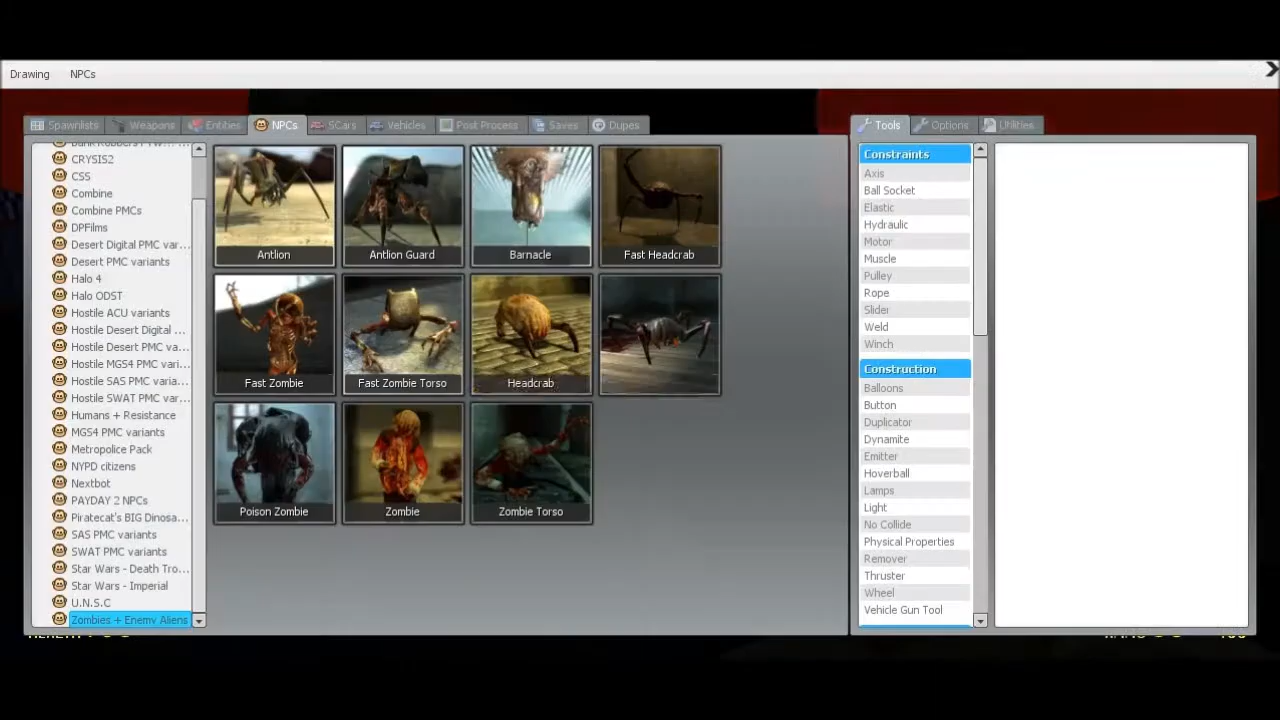 Drawing NPCs
Spawnlists Weapons Entities NPCs SCars Vehicles Post Process Saves Dupes
Tools Options Utilities
CRYSIS2
CSS
Combine
Combine PMCs
DPFilms
Desert Digital PMC var...
Desert PMC variants
Halo 4
Halo ODST
Hostile ACU variants
Hostile Desert Digital ...
Hostile Desert PMC va...
Hostile MGS4 PMC vari...
Hostile SAS PMC varia...
Hostile SWAT PMC var...
Humans + Resistance
MGS4 PMC variants
Metropolice Pack
NYPD citizens
Nextbot
PAYDAY 2 NPCs
Piratecat's BIG Dinosa...
SAS PMC variants
SWAT PMC variants
Star Wars - Death Tro...
Star Wars - Imperial
U.N.S.C
Zombies + Enemy Aliens
Antlion
Antlion Guard
Barnacle
Fast Headcrab
Fast Zombie
Fast Zombie Torso
Headcrab
Poison Zombie
Zombie
Zombie Torso
Constraints
Axis
Ball Socket
Elastic
Hydraulic
Motor
Muscle
Pulley
Rope
Slider
Weld
Winch
Construction
Balloons
Button
Duplicator
Dynamite
Emitter
Hoverball
Lamps
Light
No Collide
Physical Properties
Remover
Thruster
Wheel
Vehicle Gun Tool